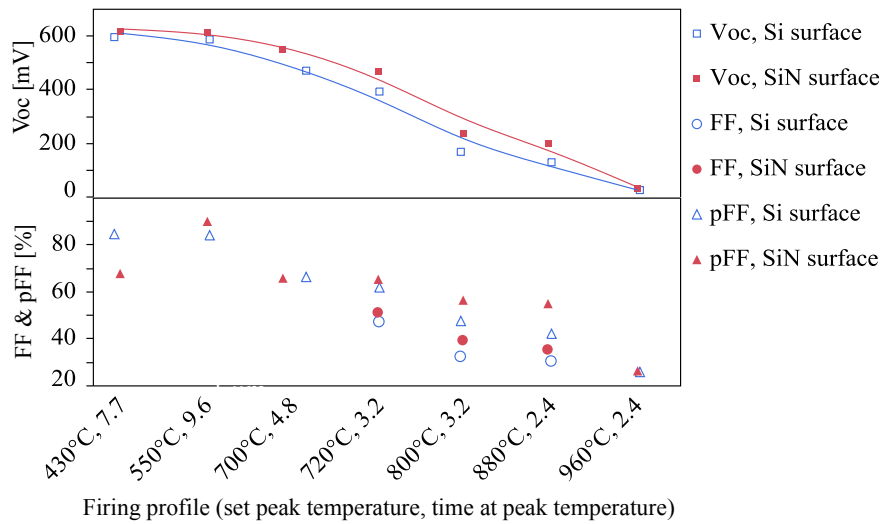 600
400
200
0
Voc [mV]
80
60
40
20
FF & pFF [%]
430°C, 7.7
550°C, 9.6
700°C, 4.8
720°C, 3.2
800°C, 3.2
880°C, 2.4
960°C, 2.4
Firing profile (set peak temperature, time at peak temperature)
Voc, Si surface
Voc, SiN surface
FF, Si surface
FF, SiN surface
pFF, Si surface
pFF, SiN surface